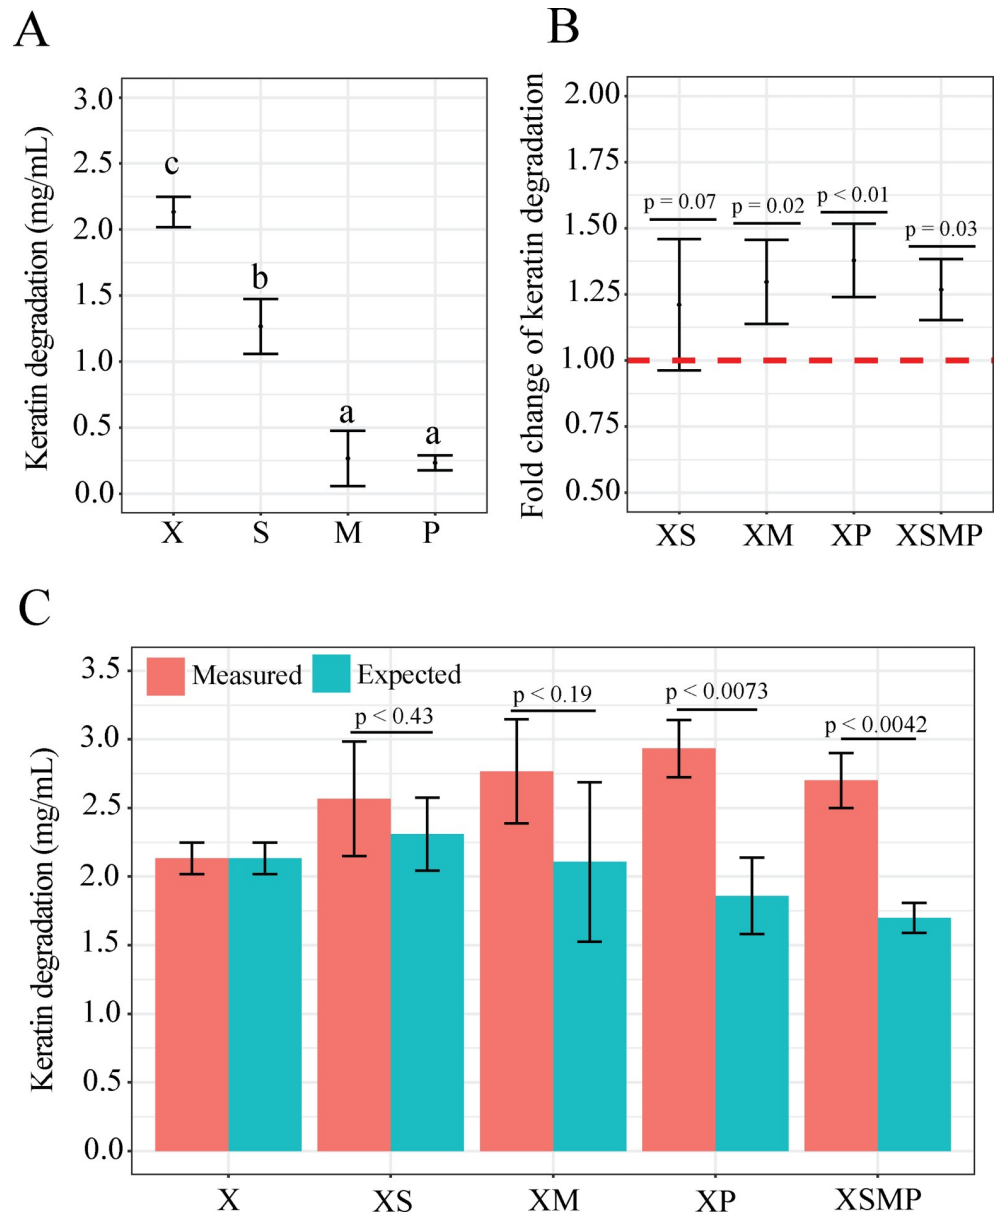 A
Keratin degradation (mg/mL)
3.0
2.5
2.0
1.5
1.0
0.5
0.0
c
b
a
a
X S M P
B
Fold change of keratin degradation
2.00
1.75
1.50
1.25
1.00
0.75
0.50
p = 0.07
p = 0.02
p < 0.01
p = 0.03
XS XM XP XSMP
C
Keratin degradation (mg/mL)
3.5
3.0
2.5
2.0
1.5
1.0
0.5
0.0
Measured Expected
p < 0.43
p < 0.19
p < 0.0073
p < 0.0042
X XS XM XP XSMP